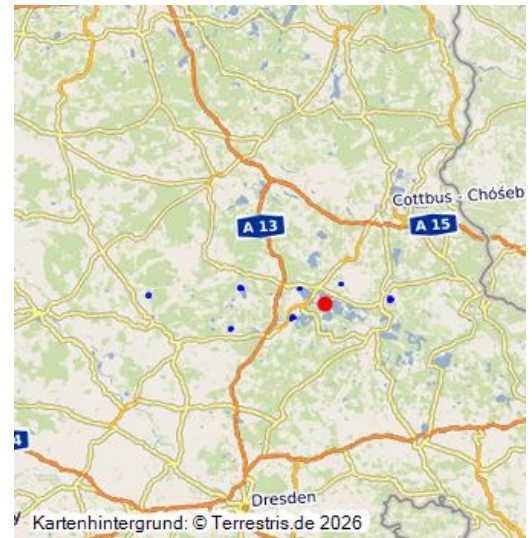 Cottbus - Chóśeb
A 13
A 15
4
Dresden
y
Kartenhintergrund: © Terrestris.de 2026